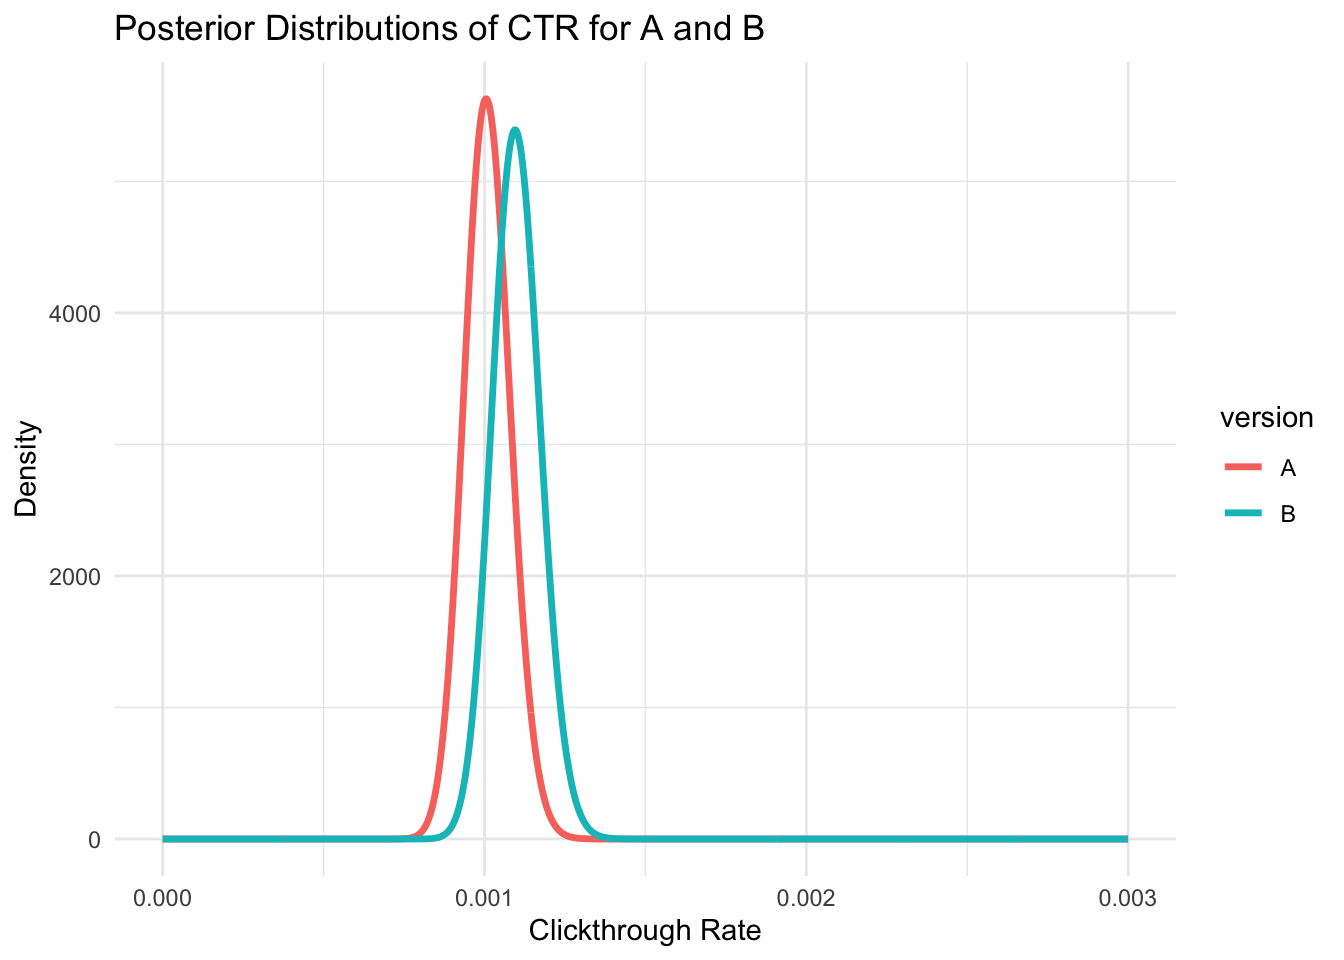 Posterior Distributions of CTR for A and B
Density
4000
2000
0
0.000
0.001
0.002
0.003
Clickthrough Rate
version
A
B